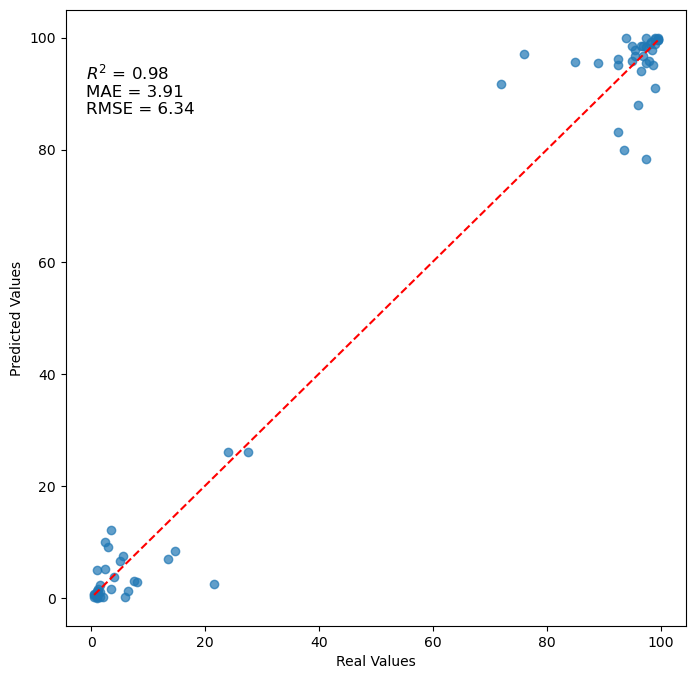 R² = 0.98
MAE = 3.91
RMSE = 6.34
100
80
60
40
20
0
Predicted Values
0 20 40 60 80 100
Real Values